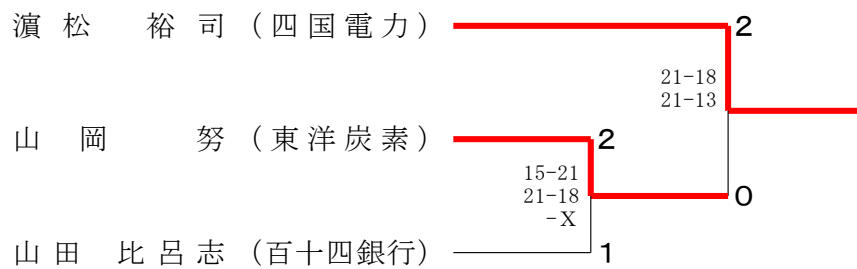 濵松 裕司 (四国電力)
2
21-18
21-13
山岡 努 (東洋炭素)
2
15-21
21-18
-X
0
山田 比呂志 (百十四銀行)
1